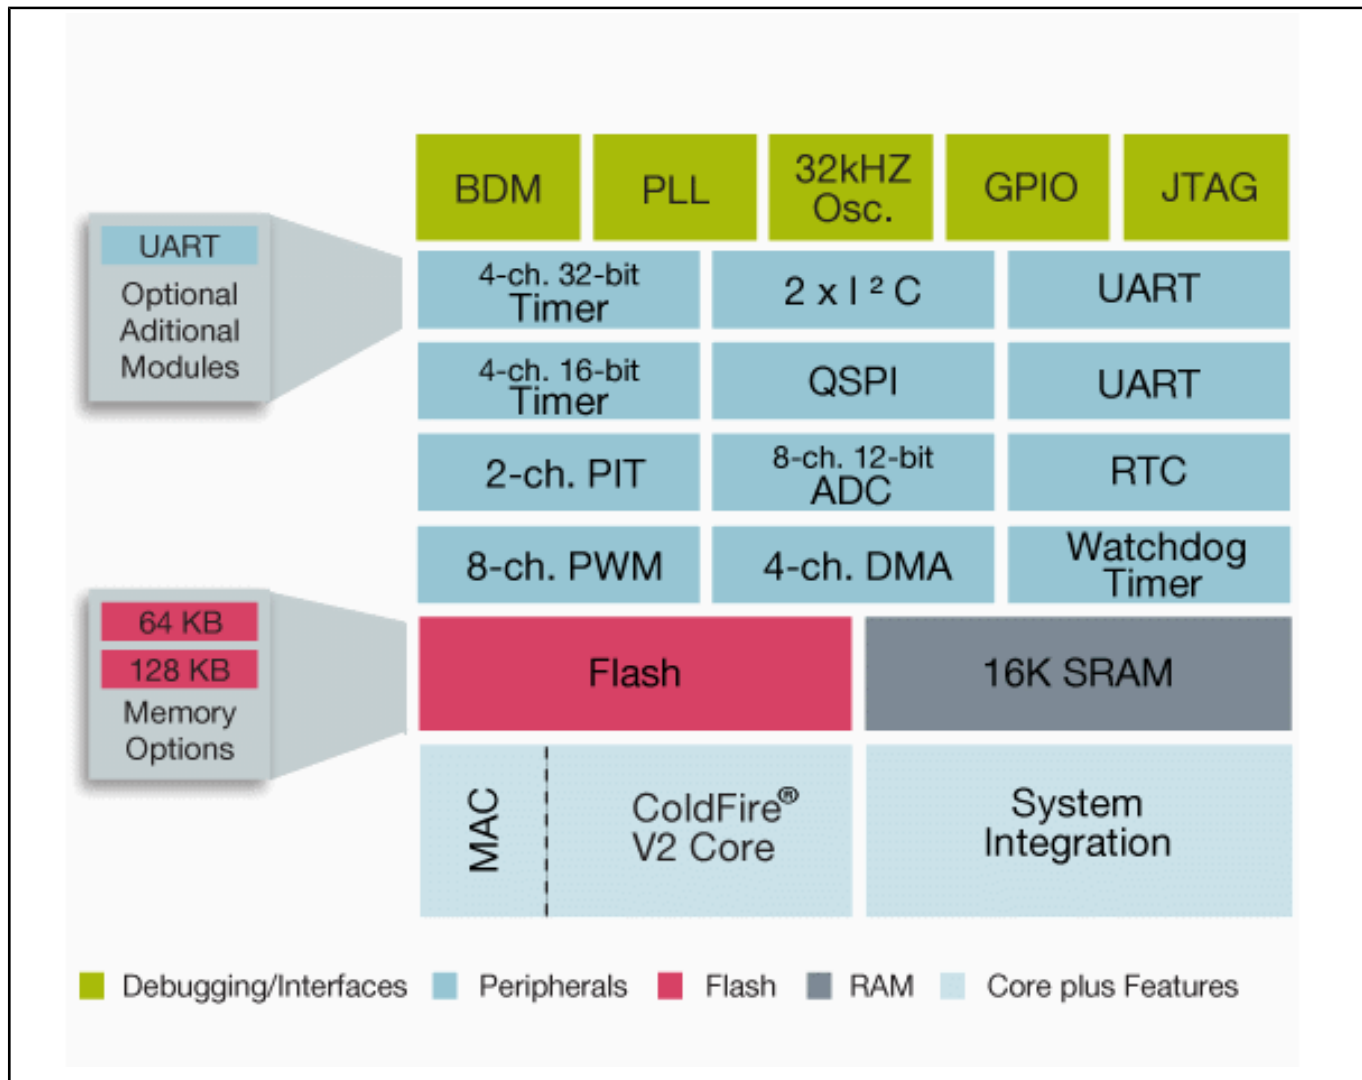 BDM
PLL
32kHZ
Osc.
GPIO
JTAG
UART
Optional
Aditional
Modules
4-ch. 32-bit
Timer
2 x I ² C
UART
4-ch. 16-bit
Timer
QSPI
UART
2-ch. PIT
8-ch. 12-bit
ADC
RTC
8-ch. PWM
4-ch. DMA
Watchdog
Timer
64 KB
128 KB
Memory
Options
Flash
16K SRAM
MAC
ColdFire®
V2 Core
System
Integration
Debugging/Interfaces
Peripherals
Flash
RAM
Core plus Features